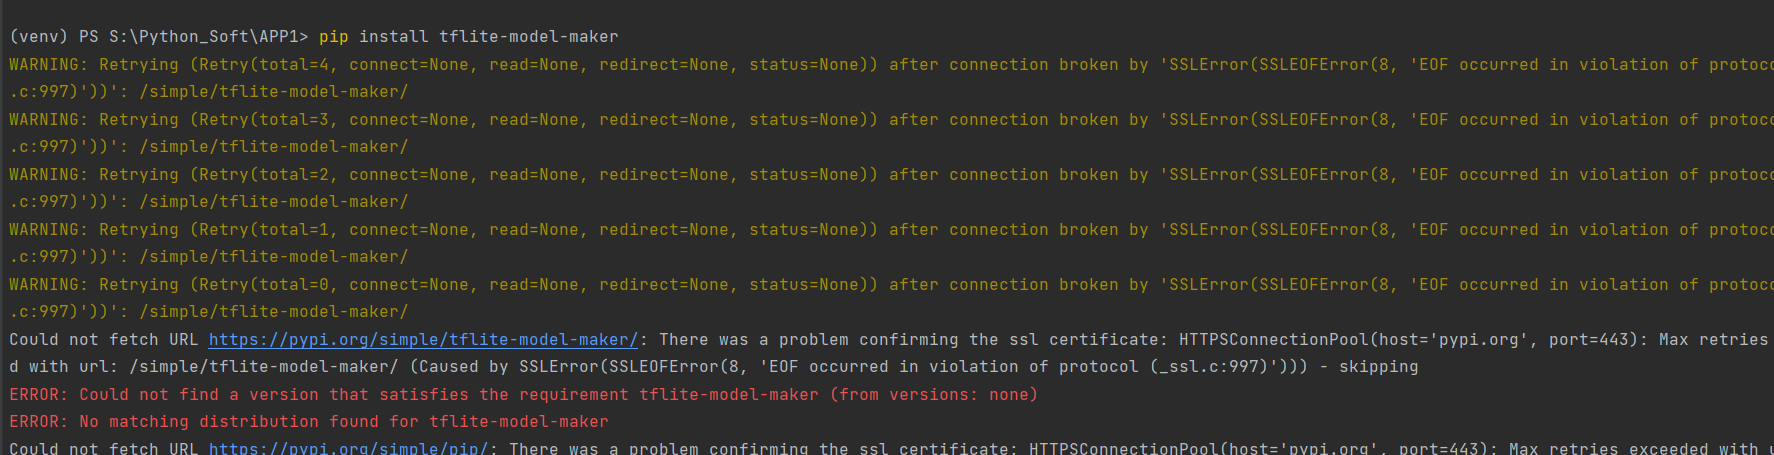 (venv) PS S:\Python_Soft\APP1> pip install tflite-model-maker
WARNING: Retrying (Retry(total=4, connect=None, read=None, redirect=None, status=None)) after connection broken by 'SSLError(SSLEOFError(8, 'EOF occurred in violation of protoco
.c:997)'))': /simple/tflite-model-maker/
WARNING: Retrying (Retry(total=3, connect=None, read=None, redirect=None, status=None)) after connection broken by 'SSLError(SSLEOFError(8, 'EOF occurred in violation of protoco
.c:997)'))': /simple/tflite-model-maker/
WARNING: Retrying (Retry(total=2, connect=None, read=None, redirect=None, status=None)) after connection broken by 'SSLError(SSLEOFError(8, 'EOF occurred in violation of protoco
.c:997)'))': /simple/tflite-model-maker/
WARNING: Retrying (Retry(total=1, connect=None, read=None, redirect=None, status=None)) after connection broken by 'SSLError(SSLEOFError(8, 'EOF occurred in violation of protoco
.c:997)'))': /simple/tflite-model-maker/
WARNING: Retrying (Retry(total=0, connect=None, read=None, redirect=None, status=None)) after connection broken by 'SSLError(SSLEOFError(8, 'EOF occurred in violation of protoco
.c:997)'))': /simple/tflite-model-maker/
Could not fetch URL https://pypi.org/simple/tflite-model-maker/: There was a problem confirming the ssl certificate: HTTPSConnectionPool(host='pypi.org', port=443): Max retries
d with url: /simple/tflite-model-maker/ (Caused by SSLError(SSLEOFError(8, 'EOF occurred in violation of protocol (_ssl.c:997)'))) - skipping
ERROR: Could not find a version that satisfies the requirement tflite-model-maker (from versions: none)
ERROR: No matching distribution found for tflite-model-maker
Could not fetch URL https://pypi.org/simple/pip/: There was a problem confirming the ssl certificate: HTTPSConnectionPool(host='pypi.org', port=443): Max retries exceeded with u